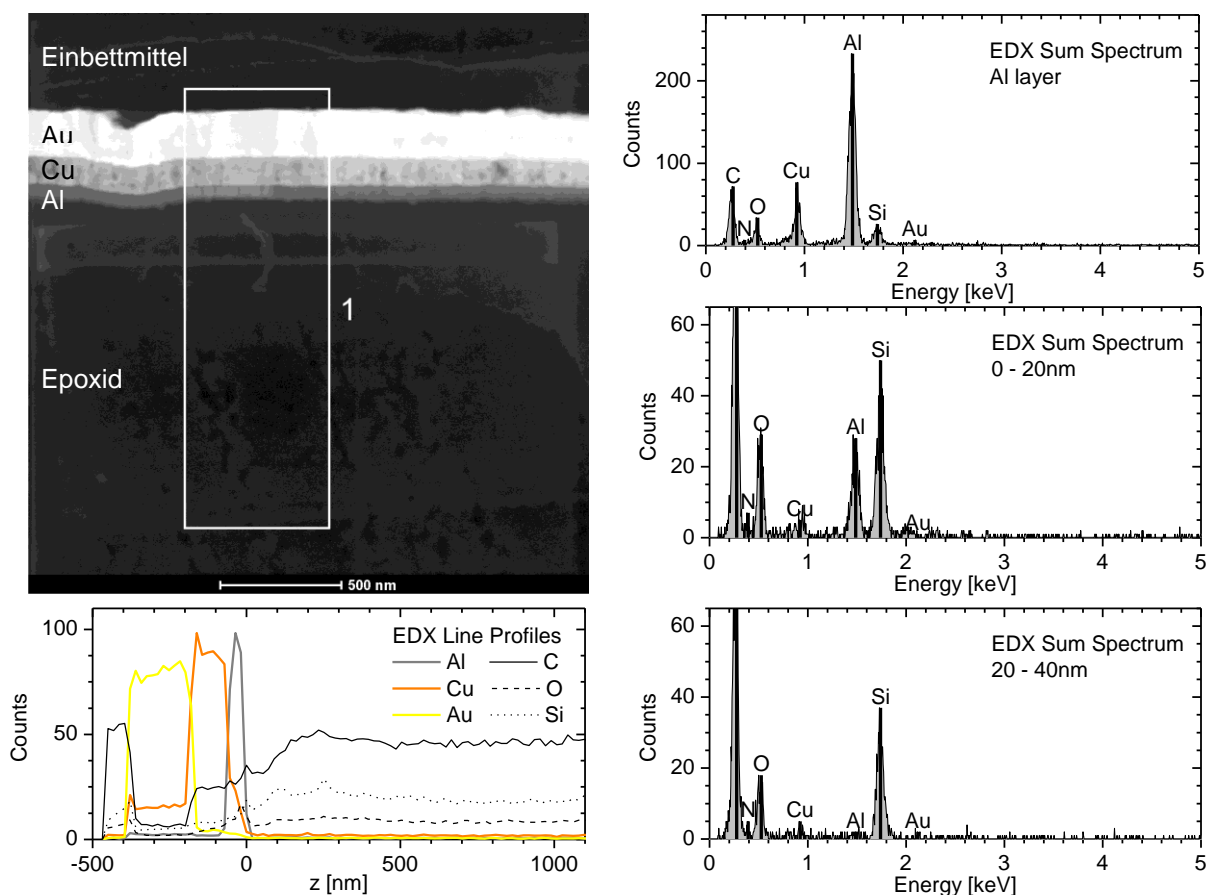 Einbettmittel
Au
Cu
Al
1
Epoxid
500 nm
EDX Sum Spectrum
Al layer
Counts
200
100
0
C
N
O
Cu
Al
Si
Au
0 1 2 3 4 5
Energy [keV]
EDX Sum Spectrum
0 - 20nm
Counts
60
40
20
0
N
O
Cu
Al
Si
Au
0 1 2 3 4 5
Energy [keV]
EDX Line Profiles
Al C
Cu O
Au Si
Counts
100
50
0
-500 0 500 1000
z [nm]
EDX Sum Spectrum
20 - 40nm
Counts
60
40
20
0
N
O
Cu
Al
Si
Au
0 1 2 3 4 5
Energy [keV]